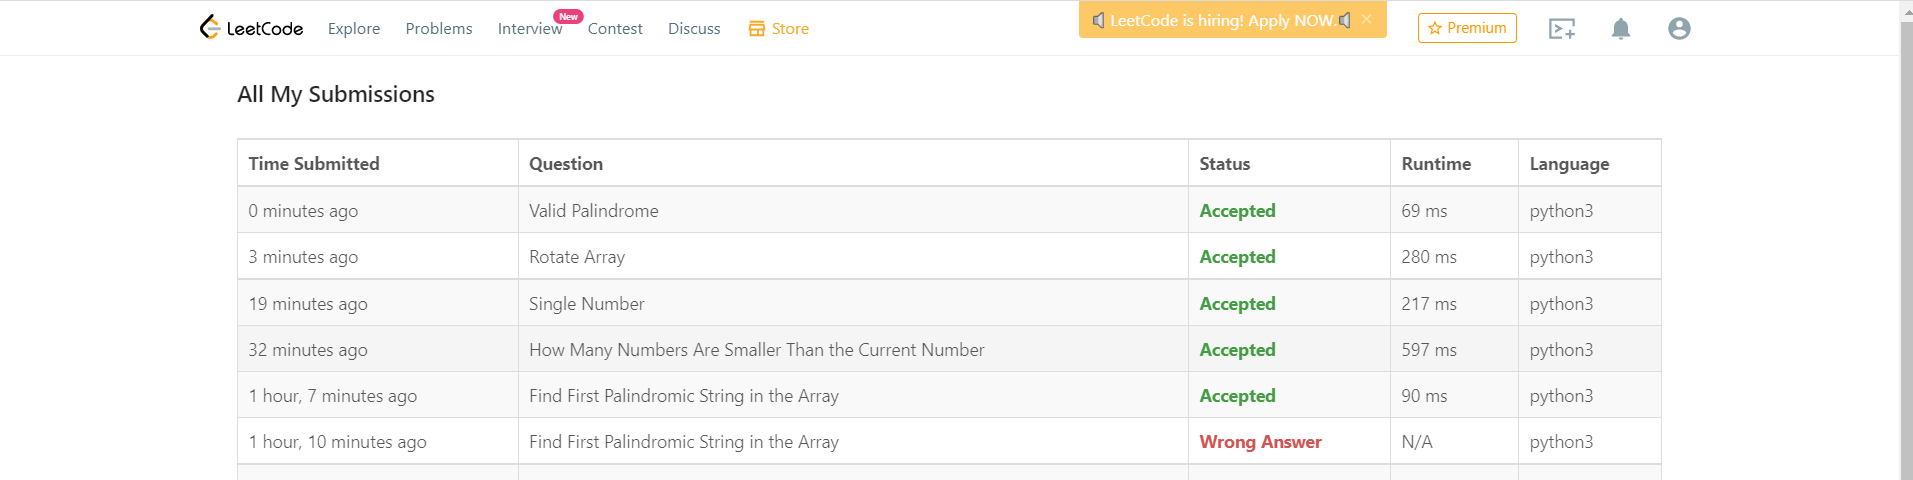 LeetCode Explore Problems Interview New Contest Discuss Store LeetCode is hiring! Apply NOW. Premium
All My Submissions
Time Submitted Question Status Runtime Language
0 minutes ago Valid Palindrome Accepted 69 ms python3
3 minutes ago Rotate Array Accepted 280 ms python3
19 minutes ago Single Number Accepted 217 ms python3
32 minutes ago How Many Numbers Are Smaller Than the Current Number Accepted 597 ms python3
1 hour, 7 minutes ago Find First Palindromic String in the Array Accepted 90 ms python3
1 hour, 10 minutes ago Find First Palindromic String in the Array Wrong Answer N/A python3